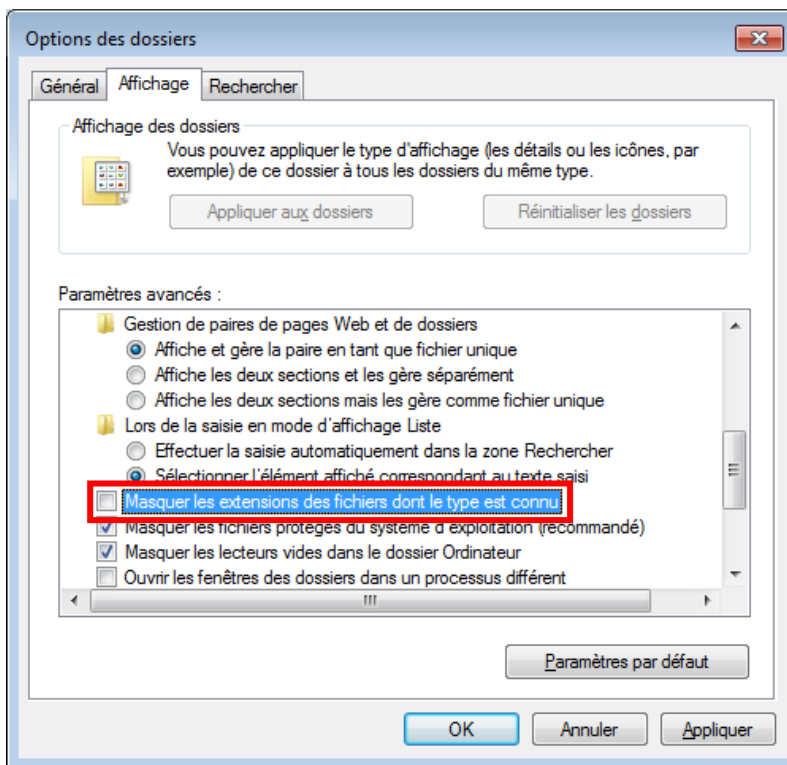 Options des dossiers
Général
Affichage
Rechercher
Affichage des dossiers
Vous pouvez appliquer le type d'affichage (les détails ou les icônes, par
exemple) de ce dossier à tous les dossiers du même type.
Appliquer aux dossiers
Réinitialiser les dossiers
Paramètres avancés :
Gestion de paires de pages Web et de dossiers
Affiche et gère la paire en tant que fichier unique
Affiche les deux sections et les gère séparément
Affiche les deux sections mais les gère comme fichier unique
Lors de la saisie en mode d'affichage Liste
Effectuer la saisie automatiquement dans la zone Rechercher
Sélectionner l'élément affiché correspondant au texte saisi
Masquer les extensions des fichiers dont le type est connu
Masquer les fichiers protégés du système d'exploitation (recommandé)
Masquer les lecteurs vides dans le dossier Ordinateur
Ouvrir les fenêtres des dossiers dans un processus différent
Paramètres par défaut
OK
Annuler
Appliquer